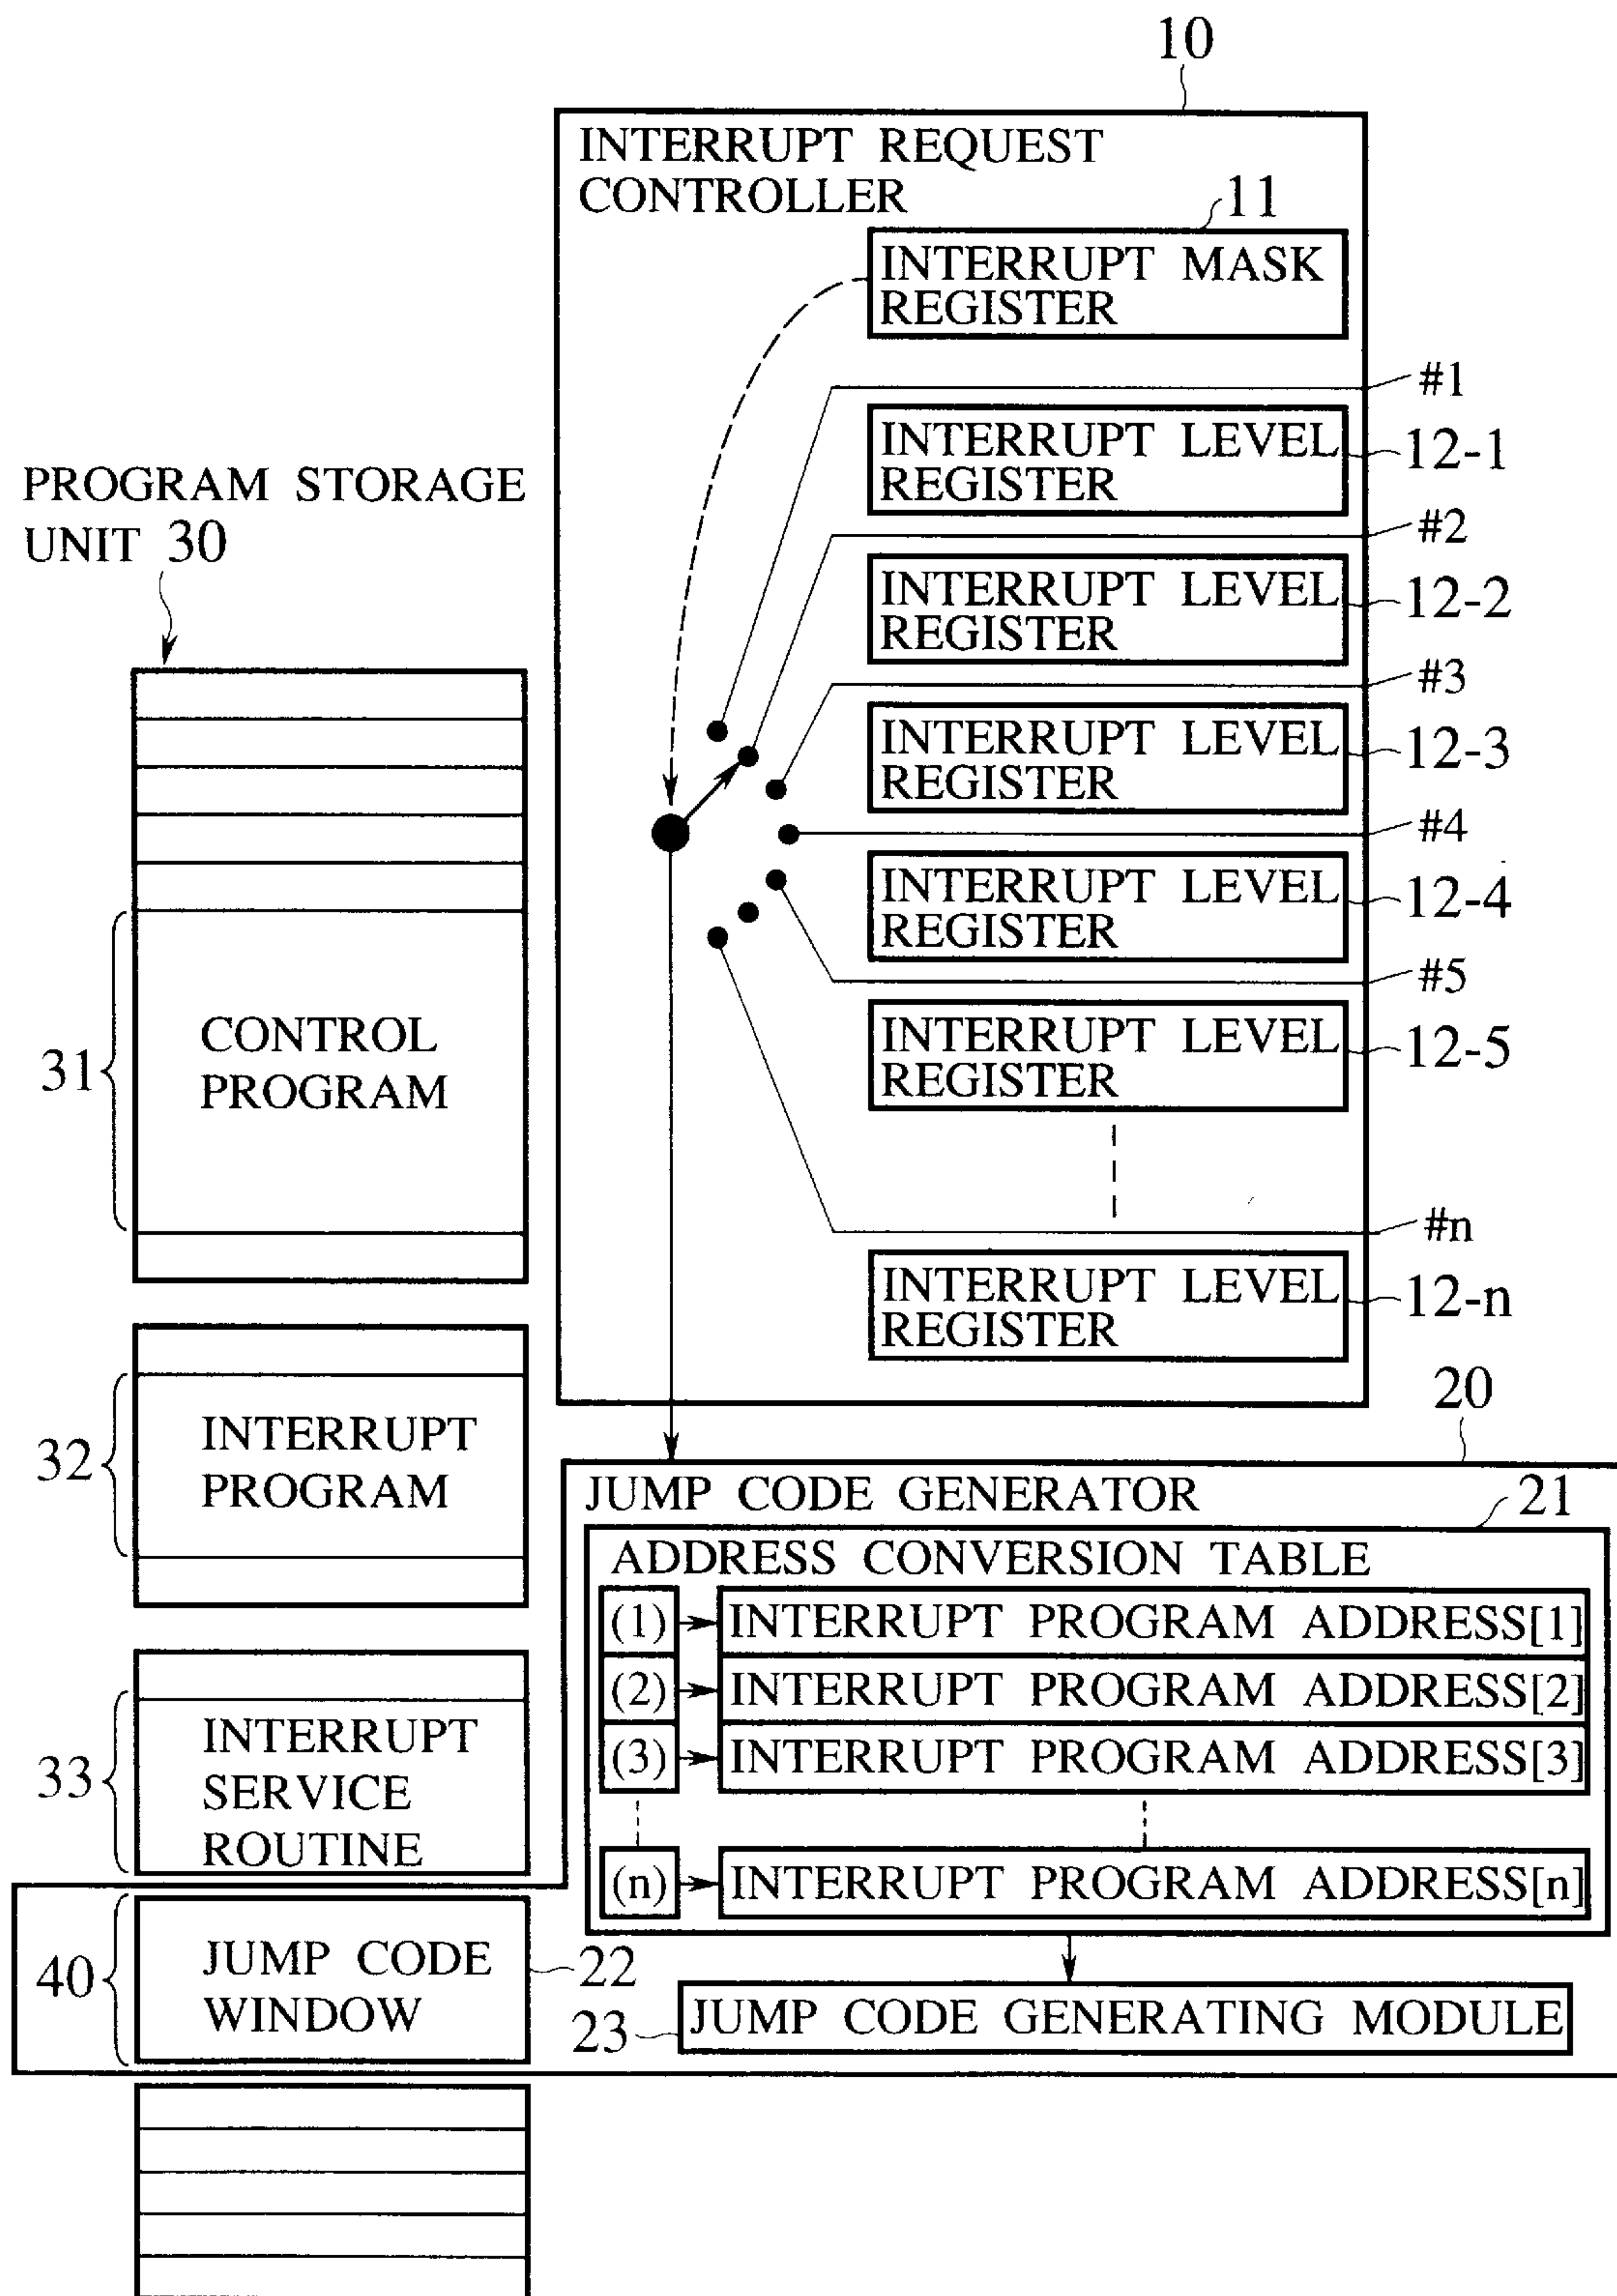 10
INTERRUPT REQUEST
CONTROLLER
11
INTERRUPT MASK
REGISTER
#1
INTERRUPT LEVEL
REGISTER
12-1
#2
INTERRUPT LEVEL
REGISTER
12-2
#3
INTERRUPT LEVEL
REGISTER
12-3
#4
INTERRUPT LEVEL
REGISTER
12-4
#5
INTERRUPT LEVEL
REGISTER
12-5
#n
INTERRUPT LEVEL
REGISTER
12-n
PROGRAM STORAGE
UNIT 30
31
CONTROL
PROGRAM
32
INTERRUPT
PROGRAM
33
INTERRUPT
SERVICE
ROUTINE
40
JUMP CODE
WINDOW
22
20
JUMP CODE GENERATOR
21
ADDRESS CONVERSION TABLE
(1) INTERRUPT PROGRAM ADDRESS[1]
(2) INTERRUPT PROGRAM ADDRESS[2]
(3) INTERRUPT PROGRAM ADDRESS[3]
(n) INTERRUPT PROGRAM ADDRESS[n]
23
JUMP CODE GENERATING MODULE